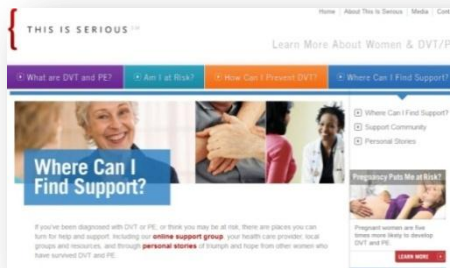 Home | About This Is Serious | Media | Cont
THIS IS SERIOUS
Learn More About Women & DVT/P
What are DVT and PE?
Am I at Risk?
How Can I Prevent DVT?
Where Can I Find Support?
Where Can I
Find Support?
Where Can I Find Support?
Support Community
Personal Stories
Pregnancy Puts Me at Risk?
Pregnant women are five
times more likely to develop
DVT and PE.
LEARN MORE
If you've been diagnosed with DVT or PE, or think you may be at risk, there are places you can
turn for help and support, including our online support group, your health care provider, local
groups and resources, and through personal stories of triumph and hope from other women who
have survived DVT and PE.